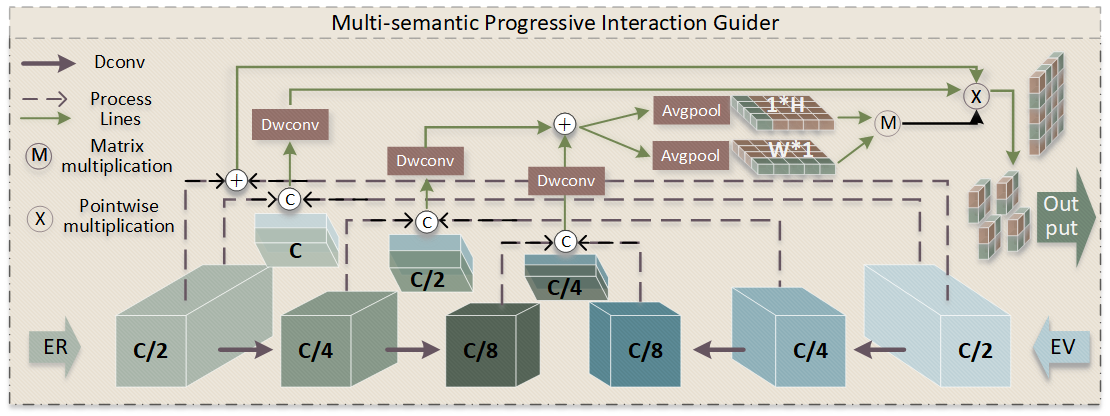 Multi-semantic Progressive Interaction Guider
Dconv
Process
Lines
M
Matrix
multiplication
X
Pointwise
multiplication
Dwconv
Dwconv
Dwconv
+
+
C
C
C
Avgpool
1*H
Avgpool
W*1
M
X
Out
put
C
C/2
C/4
ER
C/2
C/4
C/8
C/8
C/4
C/2
EV